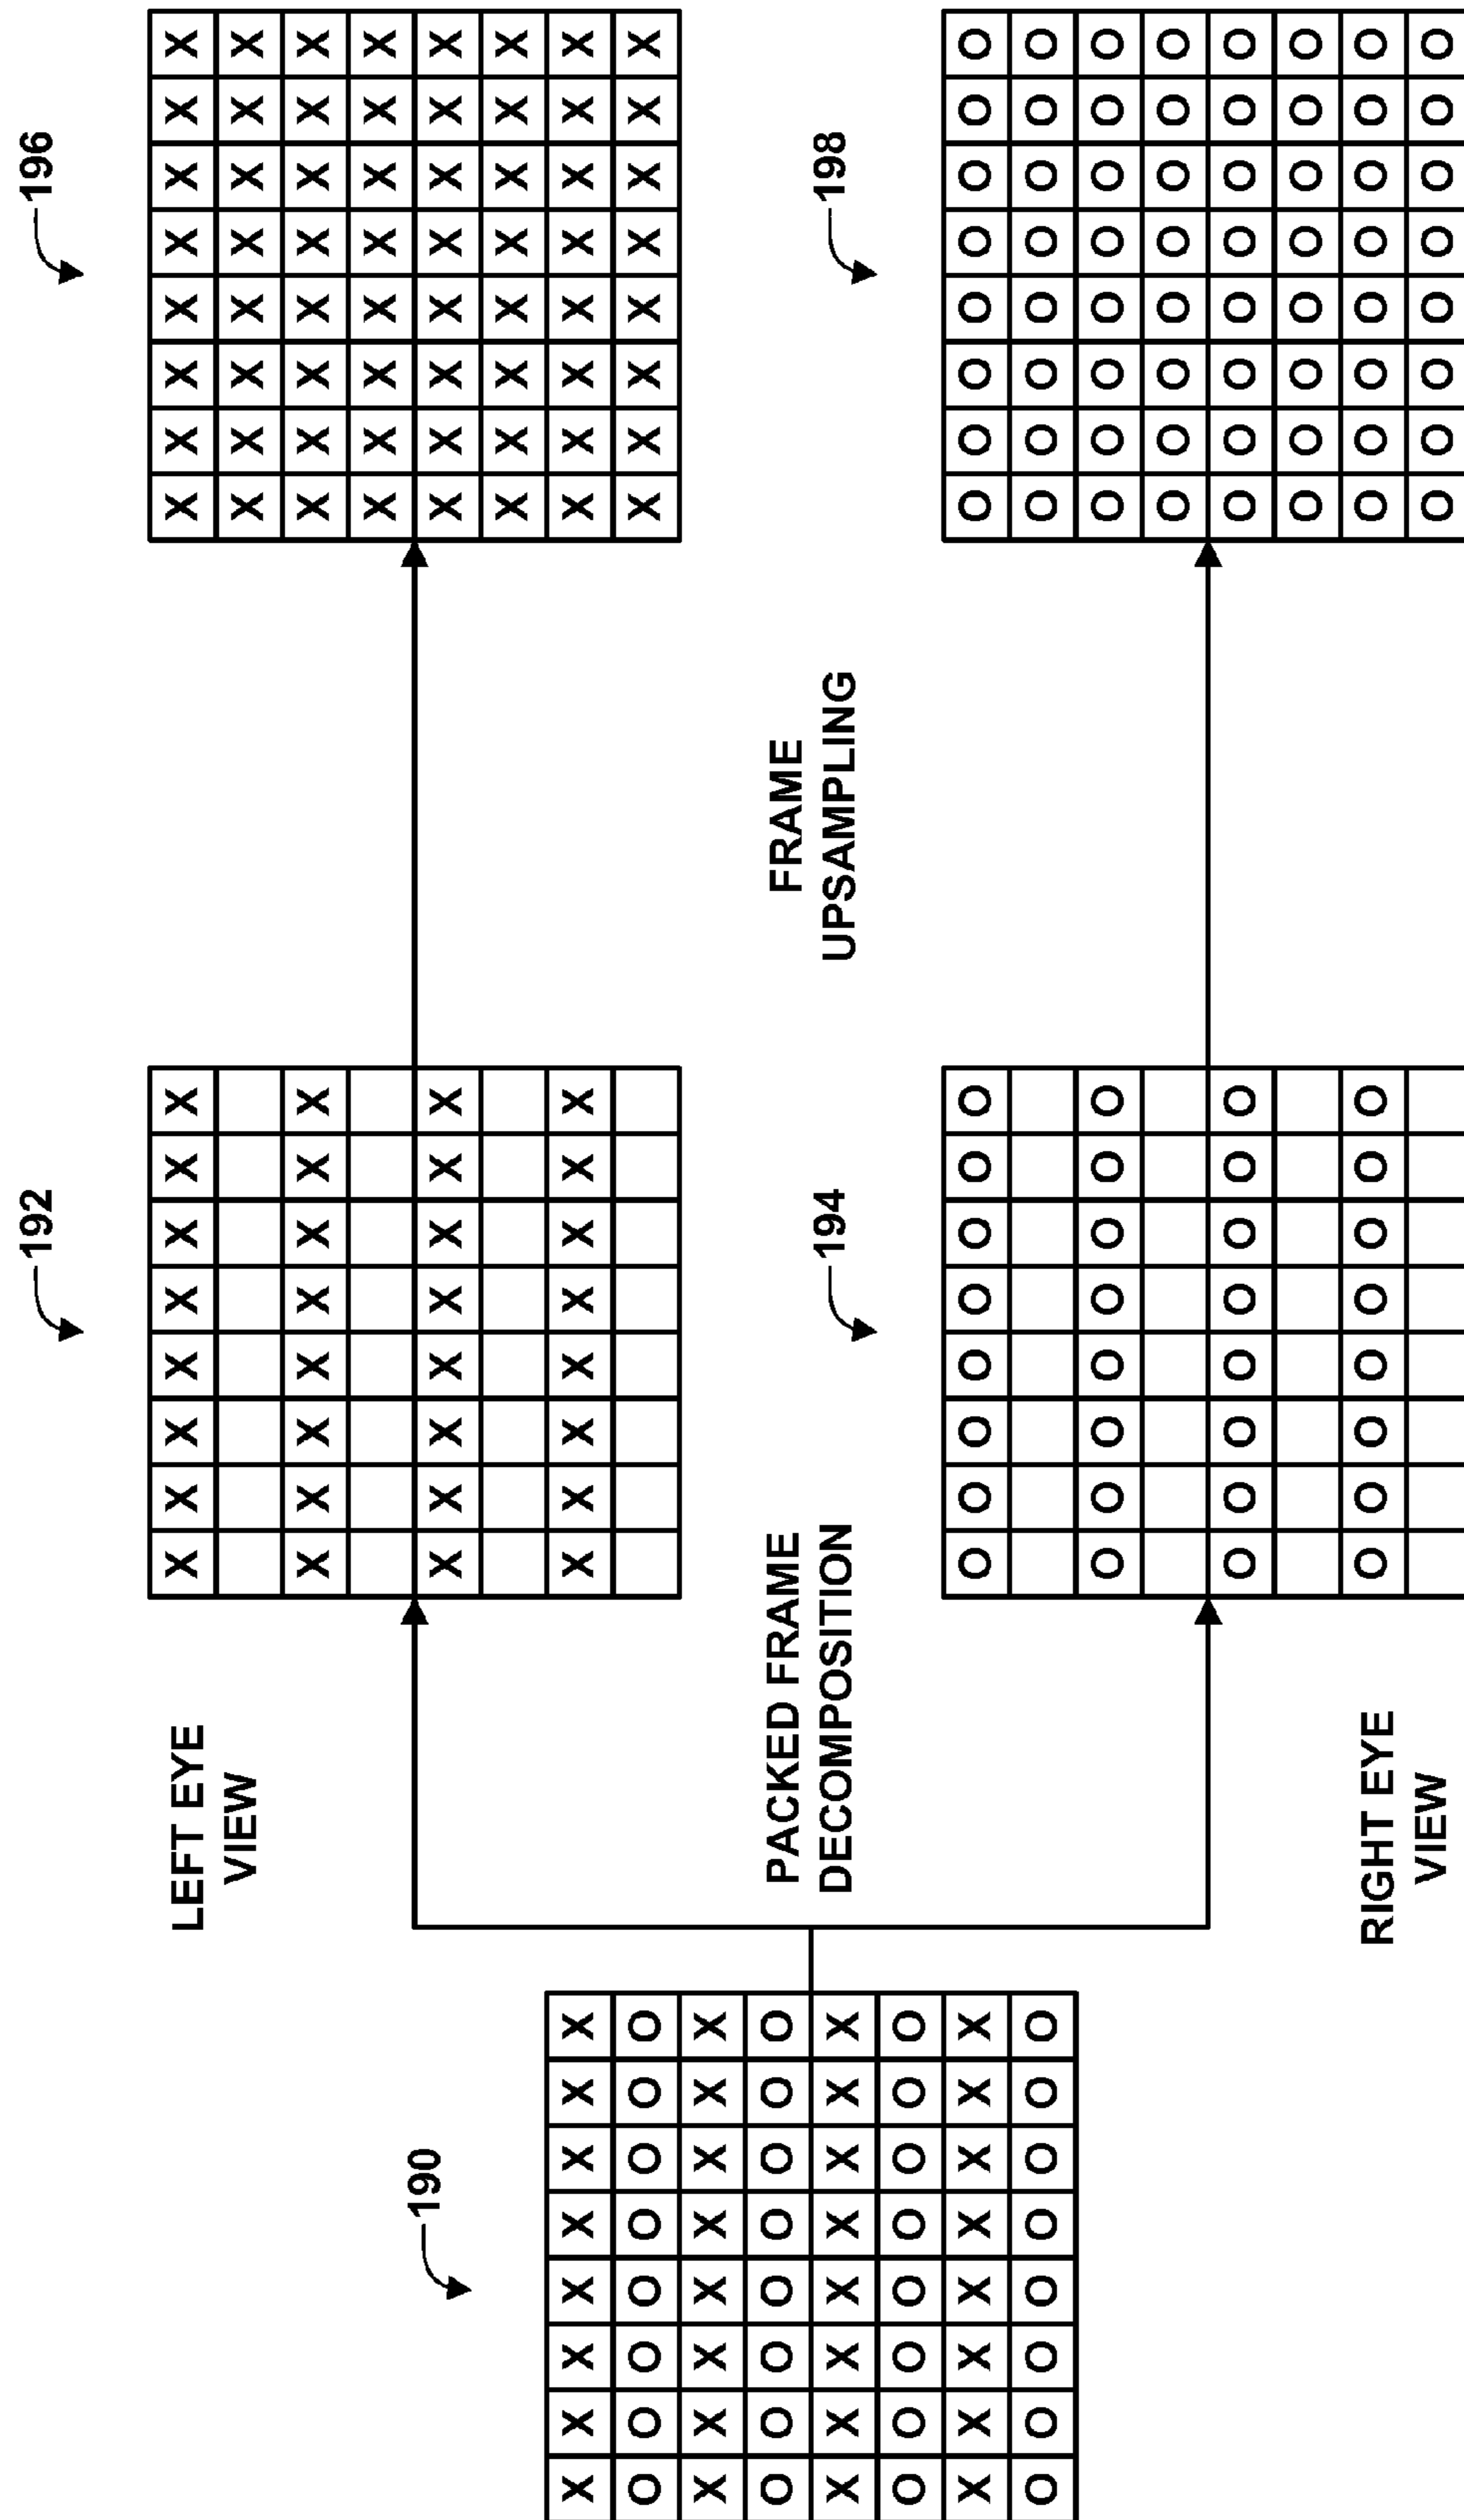 190
X X X X X X X X
O O O O O O O O
X X X X X X X X
O O O O O O O O
X X X X X X X X
O O O O O O O O
X X X X X X X X
O O O O O O O O
LEFT EYE
VIEW
192
X X X X X X X X
X X X X X X X X
X X X X X X X X
X X X X X X X X
196
X X X X X X X X
X X X X X X X X
X X X X X X X X
X X X X X X X X
X X X X X X X X
X X X X X X X X
X X X X X X X X
X X X X X X X X
PACKED FRAME
DECOMPOSITION
FRAME
UPSAMPLING
RIGHT EYE
VIEW
194
O O O O O O O O
O O O O O O O O
O O O O O O O O
O O O O O O O O
198
O O O O O O O O
O O O O O O O O
O O O O O O O O
O O O O O O O O
O O O O O O O O
O O O O O O O O
O O O O O O O O
O O O O O O O O